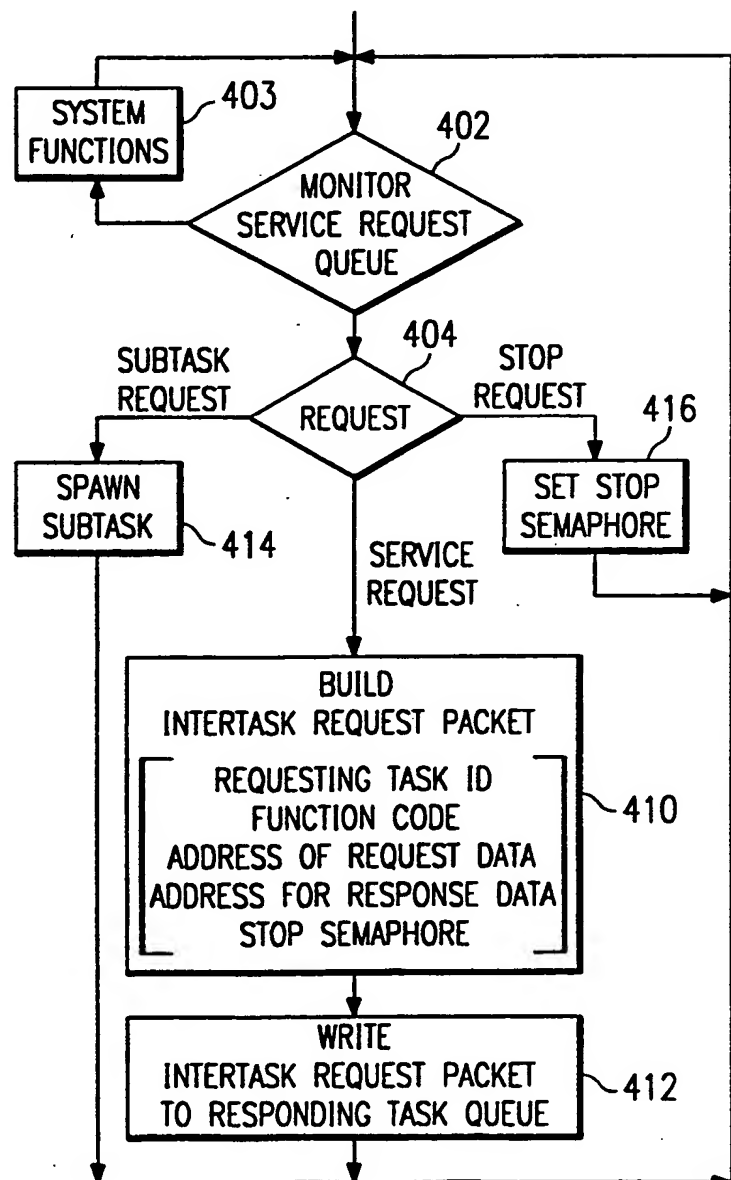 403
SYSTEM
FUNCTIONS
402
MONITOR
SERVICE REQUEST
QUEUE
404
SUBTASK
REQUEST
STOP
REQUEST
REQUEST
416
SPAWN
SUBTASK
414
SET STOP
SEMAPHORE
SERVICE
REQUEST
BUILD
INTERTASK REQUEST PACKET
REQUESTING TASK ID
FUNCTION CODE
ADDRESS OF REQUEST DATA
ADDRESS FOR RESPONSE DATA
STOP SEMAPHORE
410
WRITE
INTERTASK REQUEST PACKET
TO RESPONDING TASK QUEUE
412